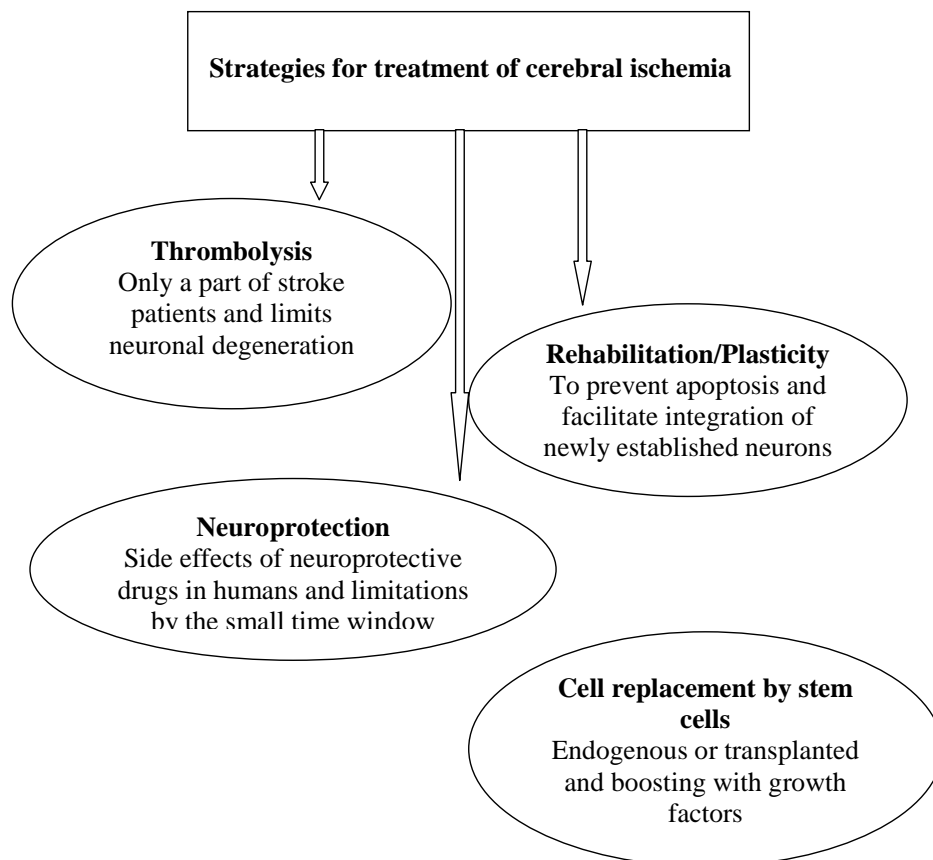 Strategies for treatment of cerebral ischemia
Thrombolysis
Only a part of stroke
patients and limits
neuronal degeneration
Rehabilitation/Plasticity
To prevent apoptosis and
facilitate integration of
newly established neurons
Neuroprotection
Side effects of neuroprotective
drugs in humans and limitations
by the small time window
Cell replacement by stem
cells
Endogenous or transplanted
and boosting with growth
factors